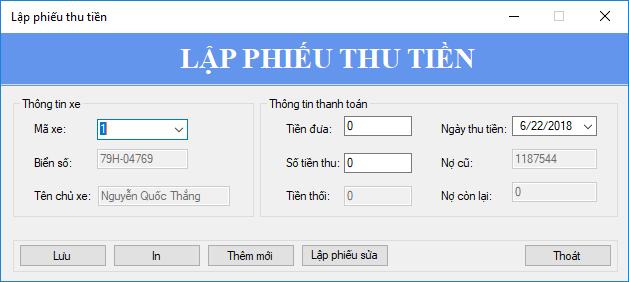 Lập phiếu thu tiền
LẬP PHIẾU THU TIỀN
Thông tin xe
Mã xe: 1
Biển số: 79H-04769
Tên chủ xe: Nguyễn Quốc Thắng
Thông tin thanh toán
Tiền đưa: 0 Ngày thu tiền: 6/22/2018
Số tiền thu: 0 Nợ cũ: 1187544
Tiền thối: 0 Nợ còn lại: 0
Lưu In Thêm mới Lập phiếu sửa Thoát